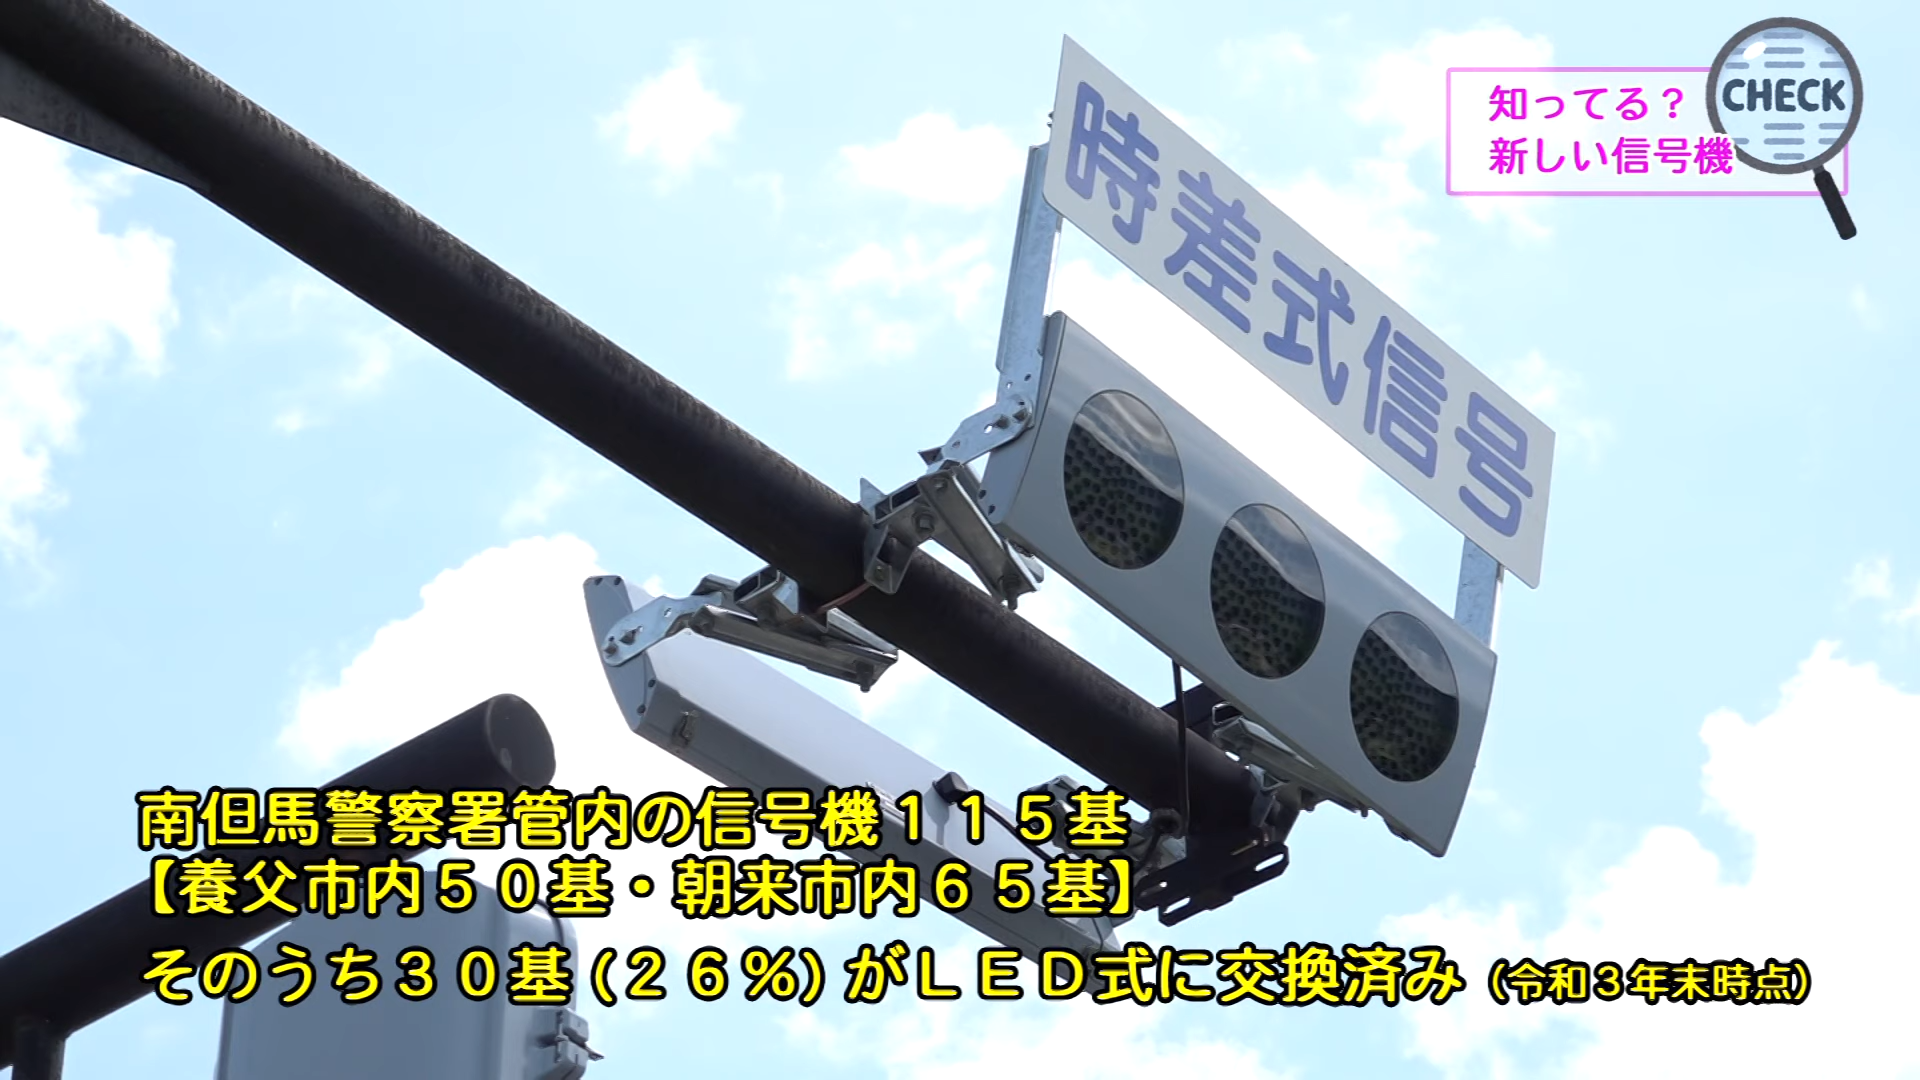 知ってる？
新しい信号機
CHECK
時差式信号
南但馬警察署管内の信号機１１５基
【養父市内５０基・朝来市内６５基】
そのうち３０基(２６％)がＬＥＤ式に交換済み（令和３年末時点）